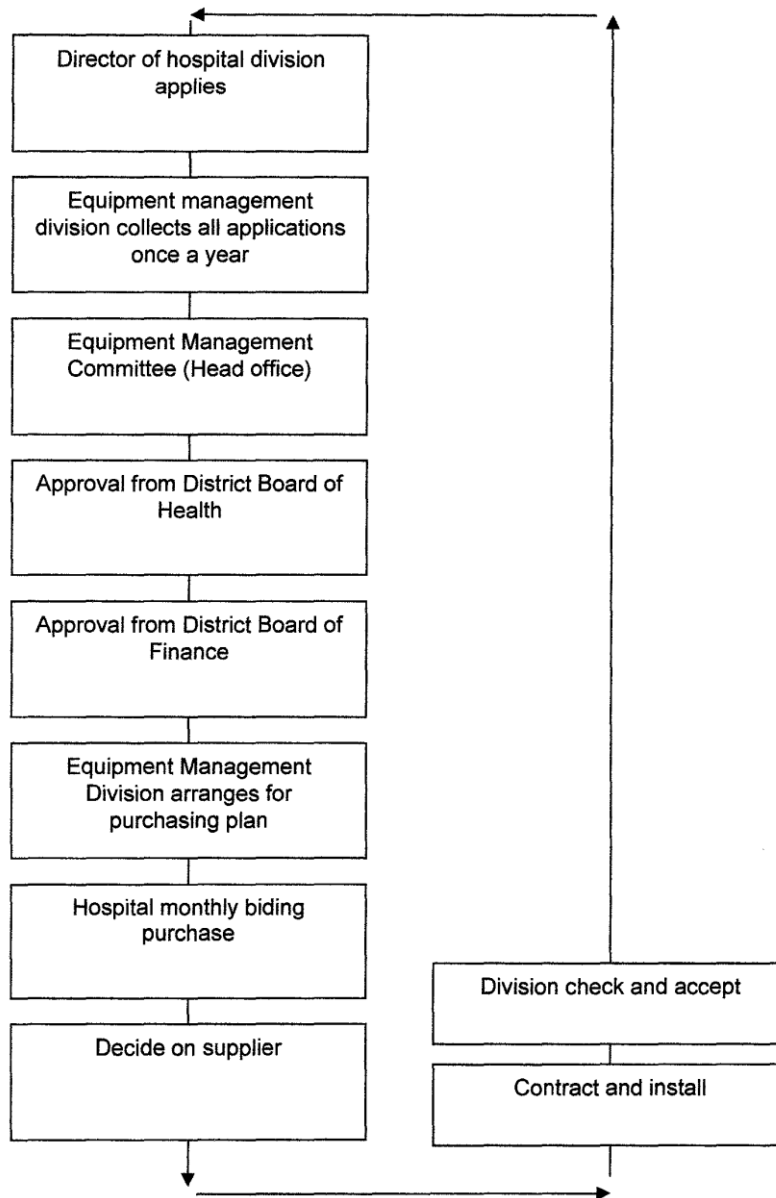 Director of hospital division
applies
Equipment management
division collects all applications
once a year
Equipment Management
Committee (Head office)
Approval from District Board of
Health
Approval from District Board of
Finance
Equipment Management
Division arranges for
purchasing plan
Hospital monthly biding
purchase
Decide on supplier
Contract and install
Division check and accept